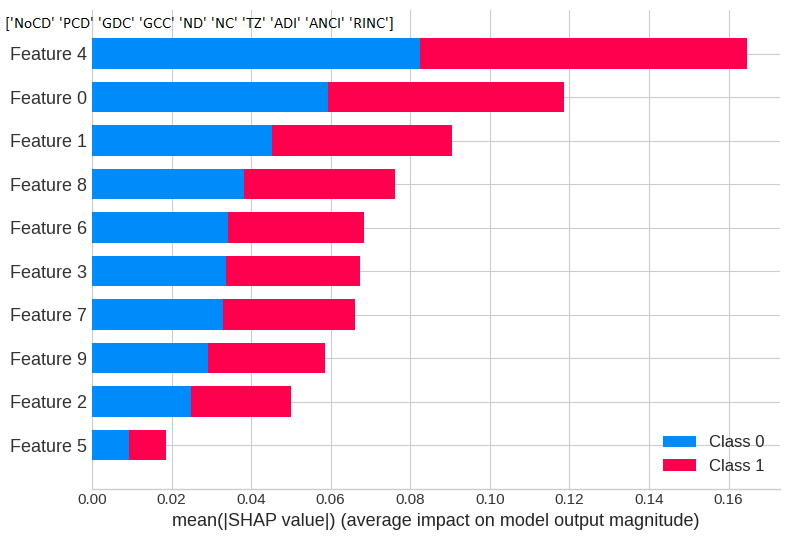 ['NoCD' 'PCD' 'GDC' 'GCC' 'ND' 'NC' 'TZ' 'ADI' 'ANCI' 'RINC']
Feature 4
Feature 0
Feature 1
Feature 8
Feature 6
Feature 3
Feature 7
Feature 9
Feature 2
Feature 5
Class 0
Class 1
0.00 0.02 0.04 0.06 0.08 0.10 0.12 0.14 0.16
mean(|SHAP value|) (average impact on model output magnitude)